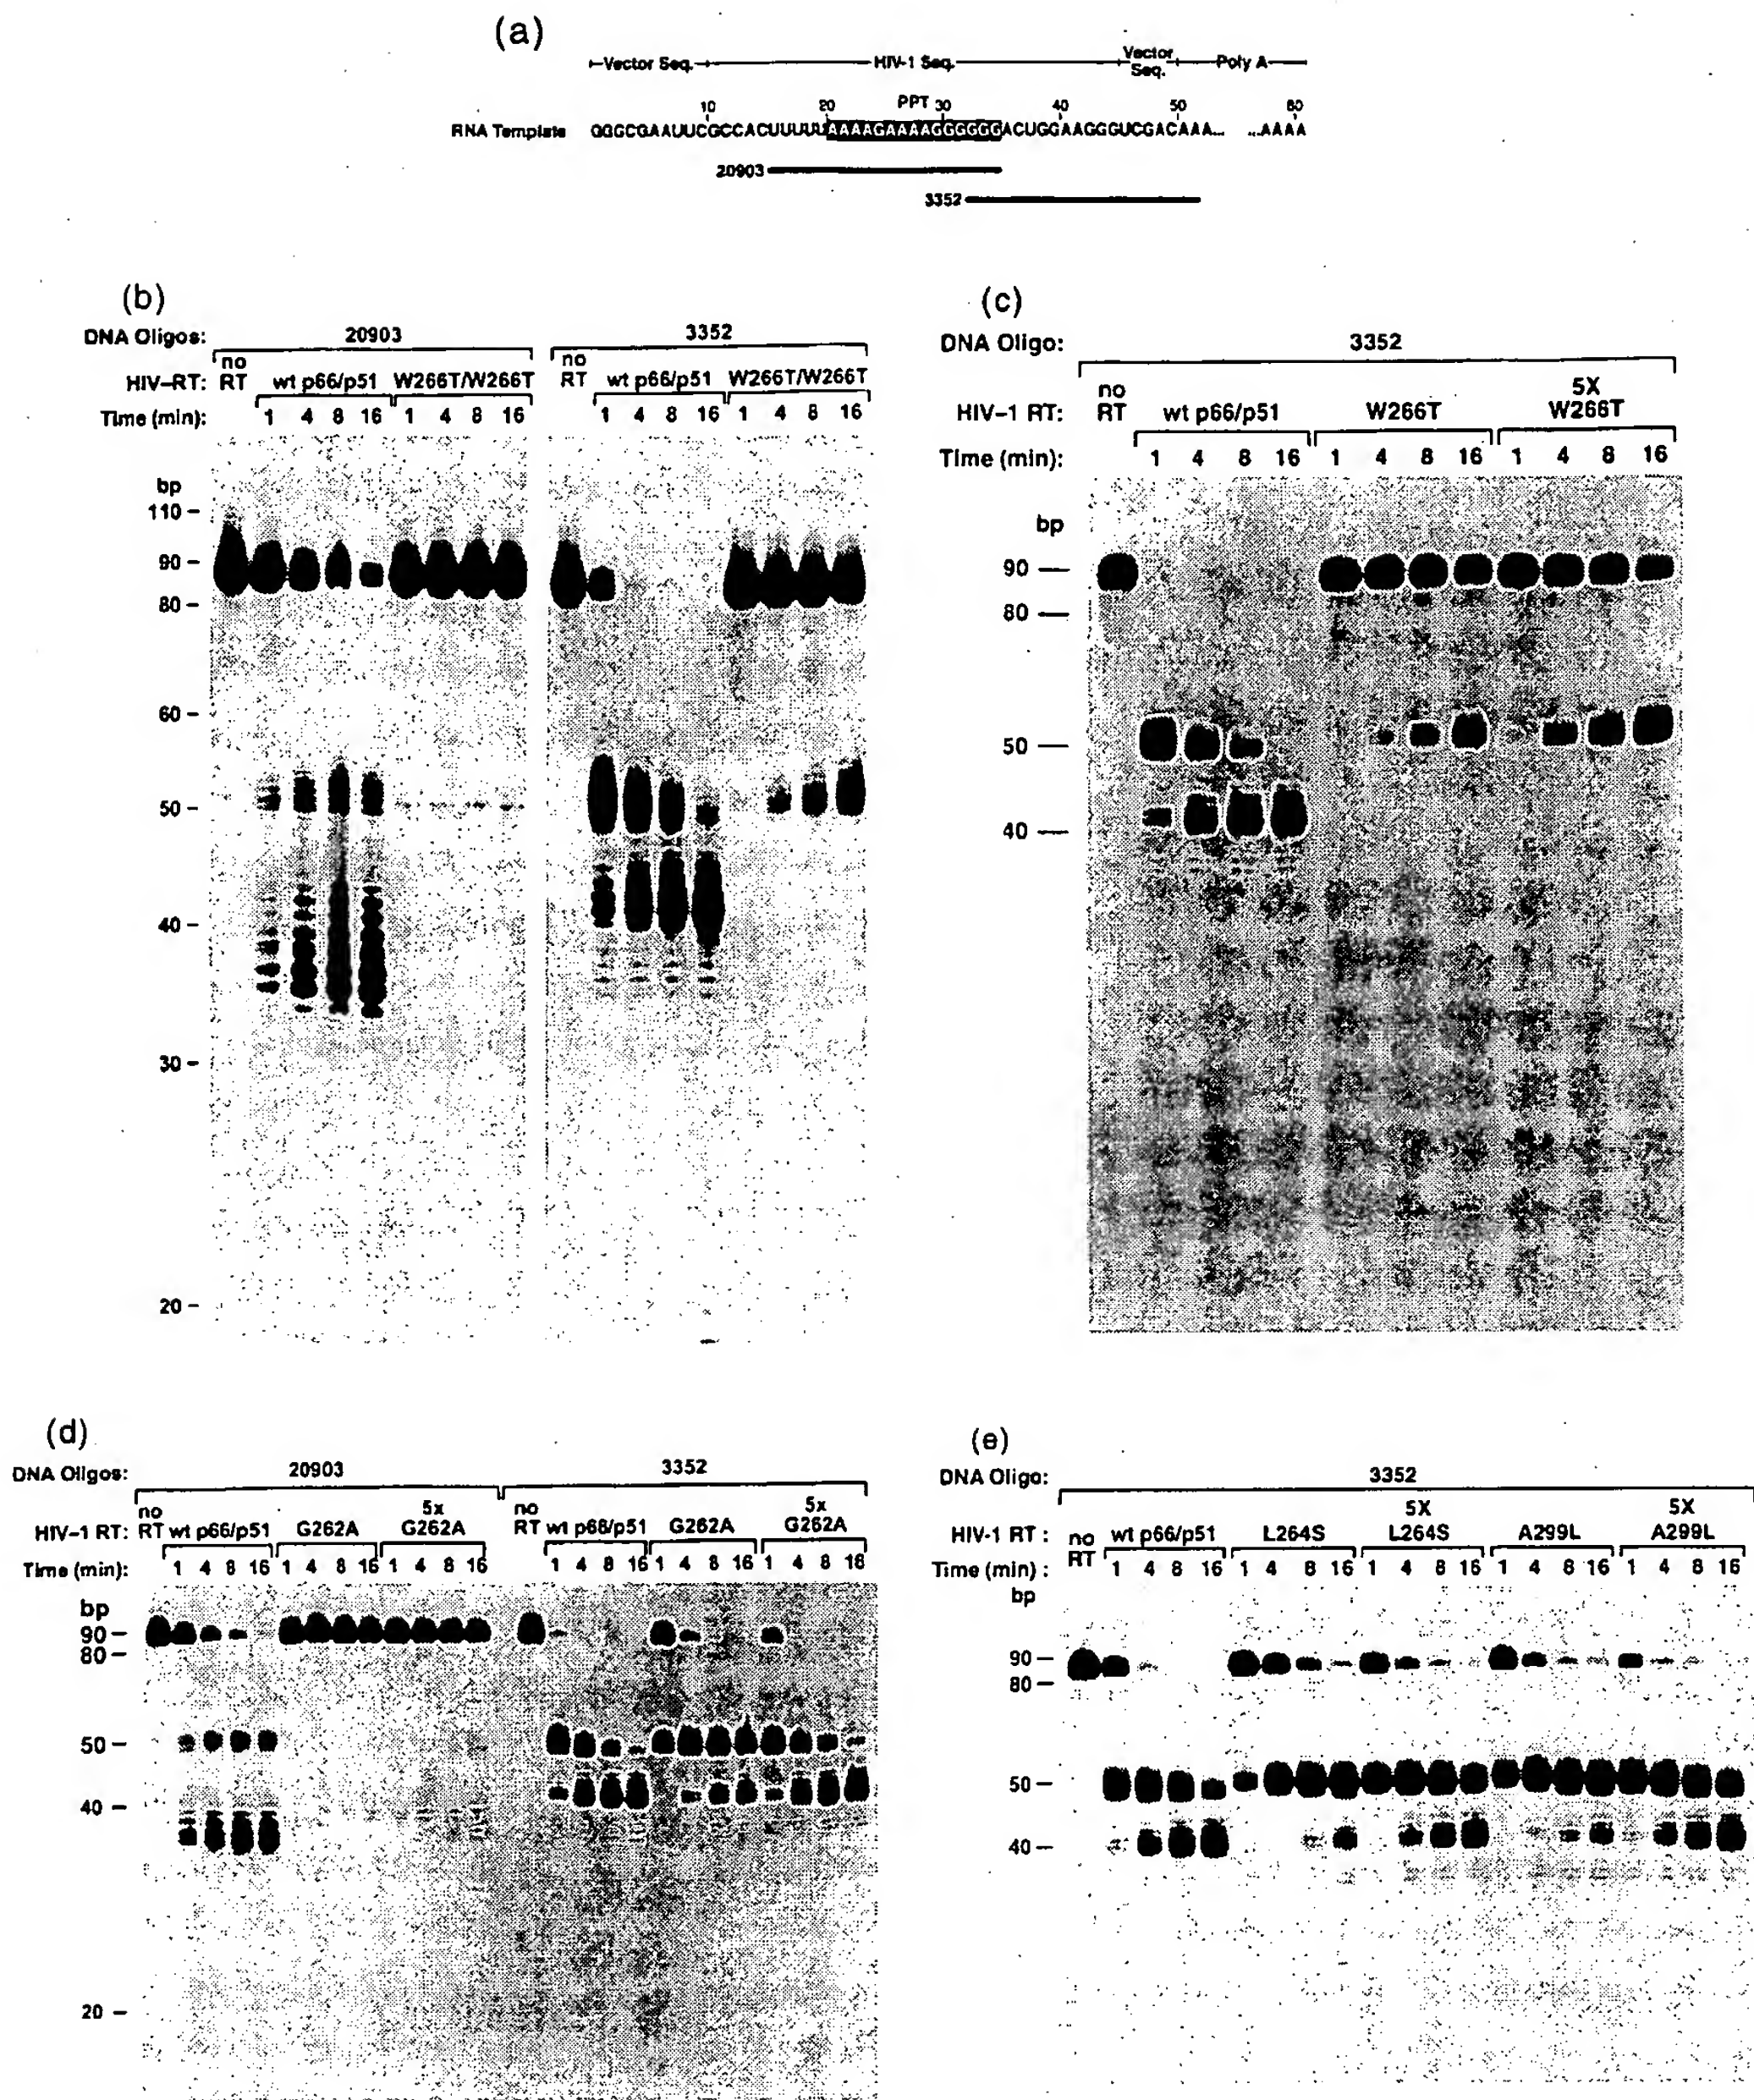 (a)
Vector Seq. HIV-1 Seq. Vector Seq. Poly A
10 20 PPT 30 40 50 60
RNA Template GGGCGAAUUCGCCACUUUUUAAAAGAAAAGGGGGGACUGGAAGGGUCGACAAA... ...AAAA
20903
3352
(b)
DNA Oligos: 20903 3352
HIV–RT: no RT wt p66/p51 W266T/W266T no RT wt p66/p51 W266T/W266T
Time (min): 1 4 8 16 1 4 8 16 1 4 8 16 1 4 8 16
bp
110 –
90 –
80 –
60 –
50 –
40 –
30 –
20 –
(c)
DNA Oligo: 3352
HIV–1 RT: no RT wt p66/p51 W266T 5X W266T
Time (min): 1 4 8 16 1 4 8 16 1 4 8 16
bp
90 —
80 —
50 —
40 —
(d)
DNA Oligos: 20903 3352
HIV–1 RT: no RT wt p66/p51 G262A 5x G262A no RT wt p66/p51 G262A 5x G262A
Time (min): 1 4 8 16 1 4 8 16 1 4 8 16 1 4 8 16 1 4 8 16 1 4 8 16
bp
90 –
80 –
50 –
40 –
20 –
(e)
DNA Oligo: 3352
HIV-1 RT : no RT wt p66/p51 L264S 5X L264S A299L 5X A299L
Time (min) : 1 4 8 16 1 4 8 16 1 4 8 16 1 4 8 16 1 4 8 16
bp
90 –
80 –
50 –
40 –